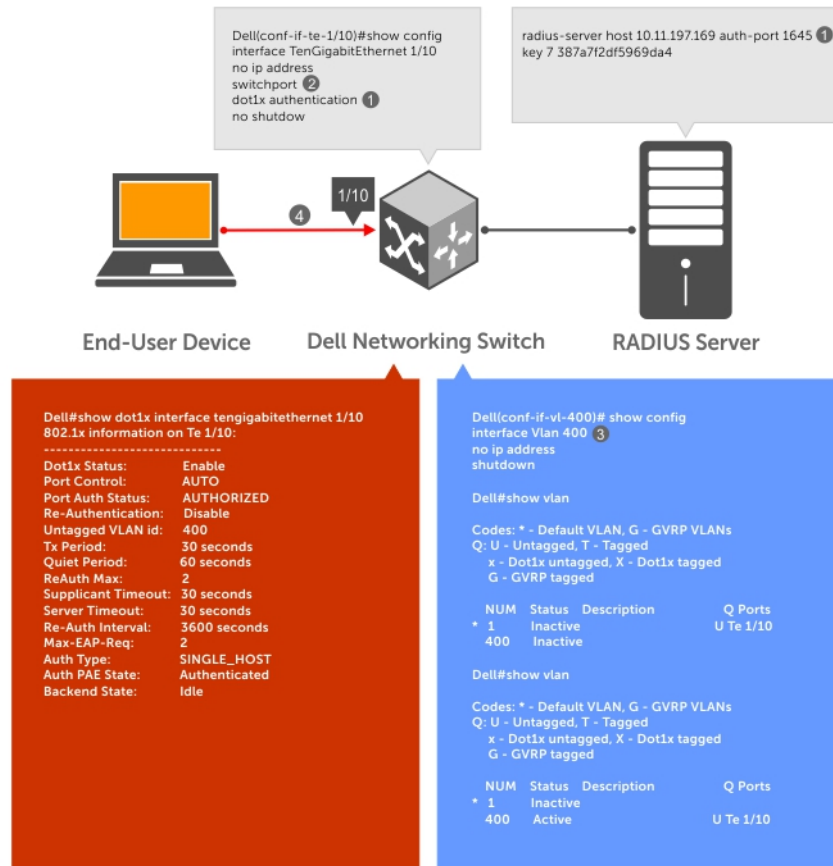 Dell(conf-if-te-1/10)#show config
interface TenGigabitEthernet 1/10
no ip address
switchport 2
dot1x authentication 1
no shutdow
radius-server host 10.11.197.169 auth-port 1645 1
key 7 387a7f2df5969da4
4
1/10
End-User Device
Dell Networking Switch
RADIUS Server
Dell#show dot1x interface tengigabitethernet 1/10
802.1x information on Te 1/10:
-----------------------------
Dot1x Status: Enable
Port Control: AUTO
Port Auth Status: AUTHORIZED
Re-Authentication: Disable
Untagged VLAN id: 400
Tx Period: 30 seconds
Quiet Period: 60 seconds
ReAuth Max: 2
Supplicant Timeout: 30 seconds
Server Timeout: 30 seconds
Re-Auth Interval: 3600 seconds
Max-EAP-Req: 2
Auth Type: SINGLE_HOST
Auth PAE State: Authenticated
Backend State: Idle
Dell(conf-if-vl-400)# show config
interface Vlan 400 3
no ip address
shutdown
Dell#show vlan
Codes: * - Default VLAN, G - GVRP VLANs
Q: U - Untagged, T - Tagged
x - Dot1x untagged, X - Dot1x tagged
G - GVRP tagged
NUM Status Description Q Ports
* 1 Inactive U Te 1/10
400 Inactive
Dell#show vlan
Codes: * - Default VLAN, G - GVRP VLANs
Q: U - Untagged, T - Tagged
x - Dot1x untagged, X - Dot1x tagged
G - GVRP tagged
NUM Status Description Q Ports
* 1 Inactive
400 Active U Te 1/10